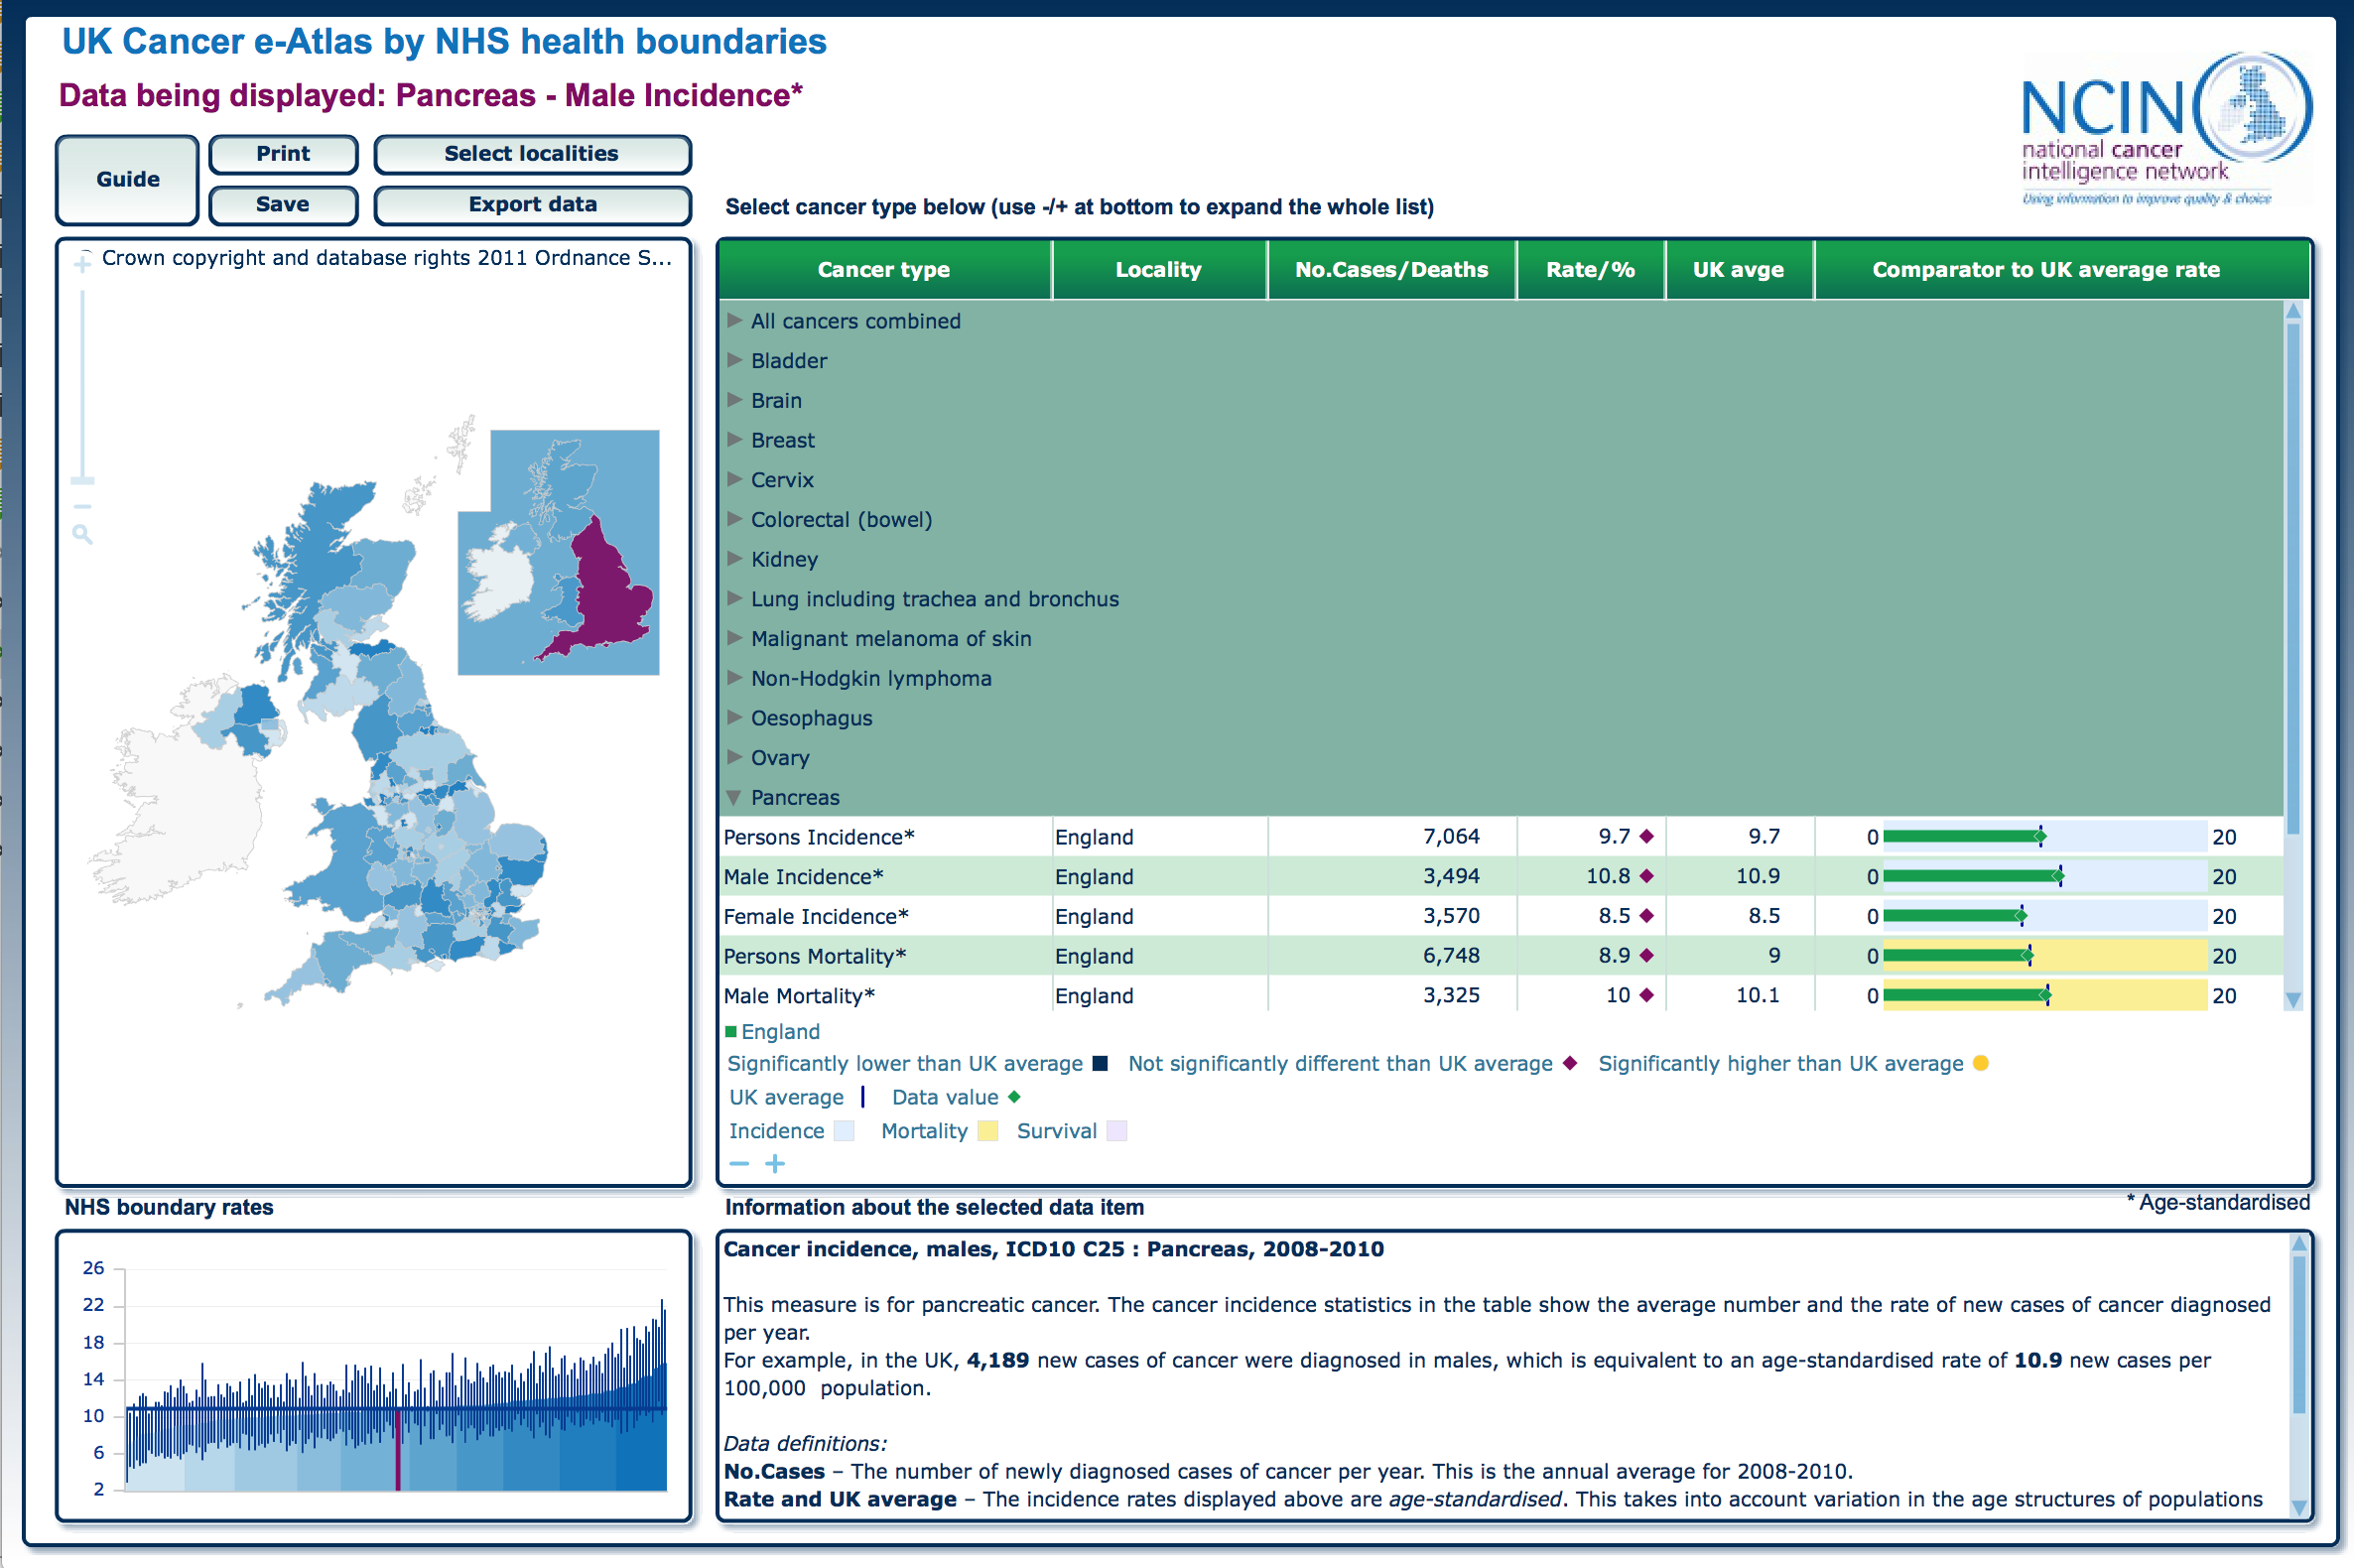 UK Cancer e-Atlas by NHS health boundaries
Data being displayed: Pancreas - Male Incidence*
Guide
Print
Select localities
Save
Export data
NCIN
national cancer
intelligence network
Using information to improve quality & choice
Select cancer type below (use -/+ at bottom to expand the whole list)
Crown copyright and database rights 2011 Ordnance S...
Cancer type Locality No.Cases/Deaths Rate/% UK avge Comparator to UK average rate
All cancers combined
Bladder
Brain
Breast
Cervix
Colorectal (bowel)
Kidney
Lung including trachea and bronchus
Malignant melanoma of skin
Non-Hodgkin lymphoma
Oesophagus
Ovary
Pancreas
Persons Incidence* England 7,064 9.7 9.7 0 20
Male Incidence* England 3,494 10.8 10.9 0 20
Female Incidence* England 3,570 8.5 8.5 0 20
Persons Mortality* England 6,748 8.9 9 0 20
Male Mortality* England 3,325 10 10.1 0 20
England
Significantly lower than UK average Not significantly different than UK average Significantly higher than UK average
UK average Data value
Incidence Mortality Survival
− +
NHS boundary rates
26
22
18
14
10
6
2
Information about the selected data item
* Age-standardised
Cancer incidence, males, ICD10 C25 : Pancreas, 2008-2010
This measure is for pancreatic cancer. The cancer incidence statistics in the table show the average number and the rate of new cases of cancer diagnosed
per year.
For example, in the UK, 4,189 new cases of cancer were diagnosed in males, which is equivalent to an age-standardised rate of 10.9 new cases per
100,000 population.
Data definitions:
No.Cases – The number of newly diagnosed cases of cancer per year. This is the annual average for 2008-2010.
Rate and UK average – The incidence rates displayed above are age-standardised. This takes into account variation in the age structures of populations